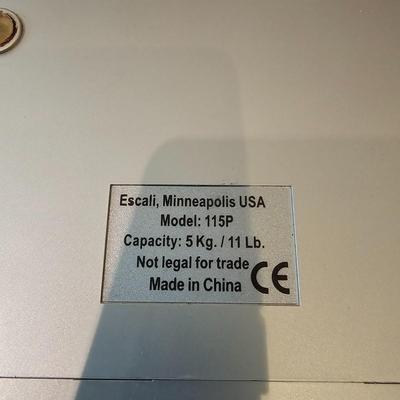 Escali, Minneapolis USA
Model: 115P
Capacity: 5 Kg. / 11 Lb.
Not legal for trade
Made in China CE